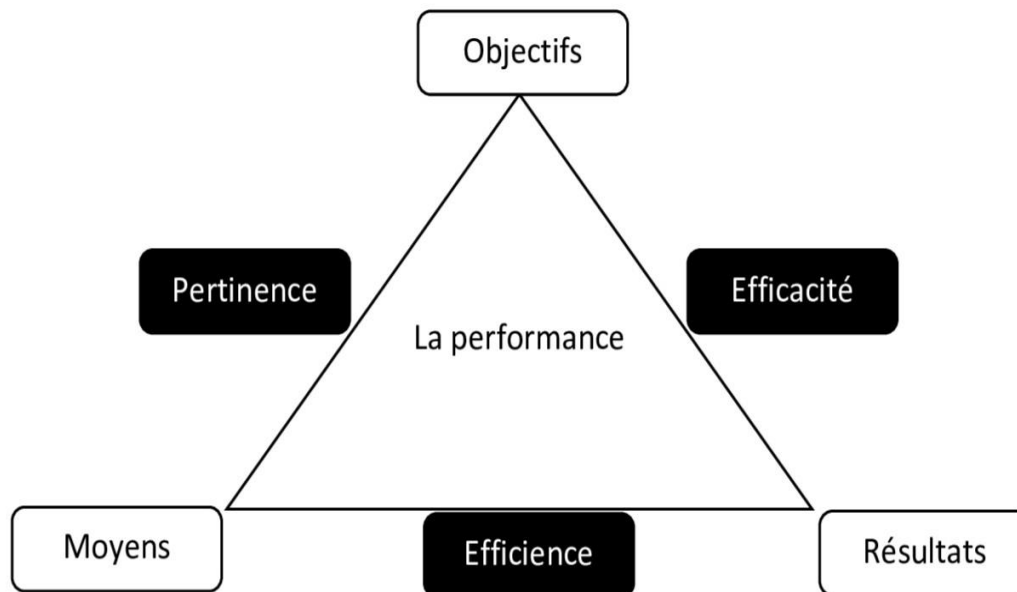 Objectifs
Pertinence
Efficacité
La performance
Moyens
Efficience
Résultats